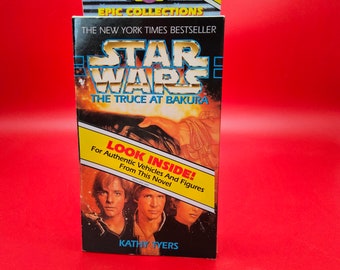 EPIC COLLECTIONS
THE NEW YORK TIMES BESTSELLER
STAR
WARS
THE TRUCE AT BAKURA
LOOK INSIDE!
For Authentic Vehicles And Figures
From This Novel
KATHY TYERS